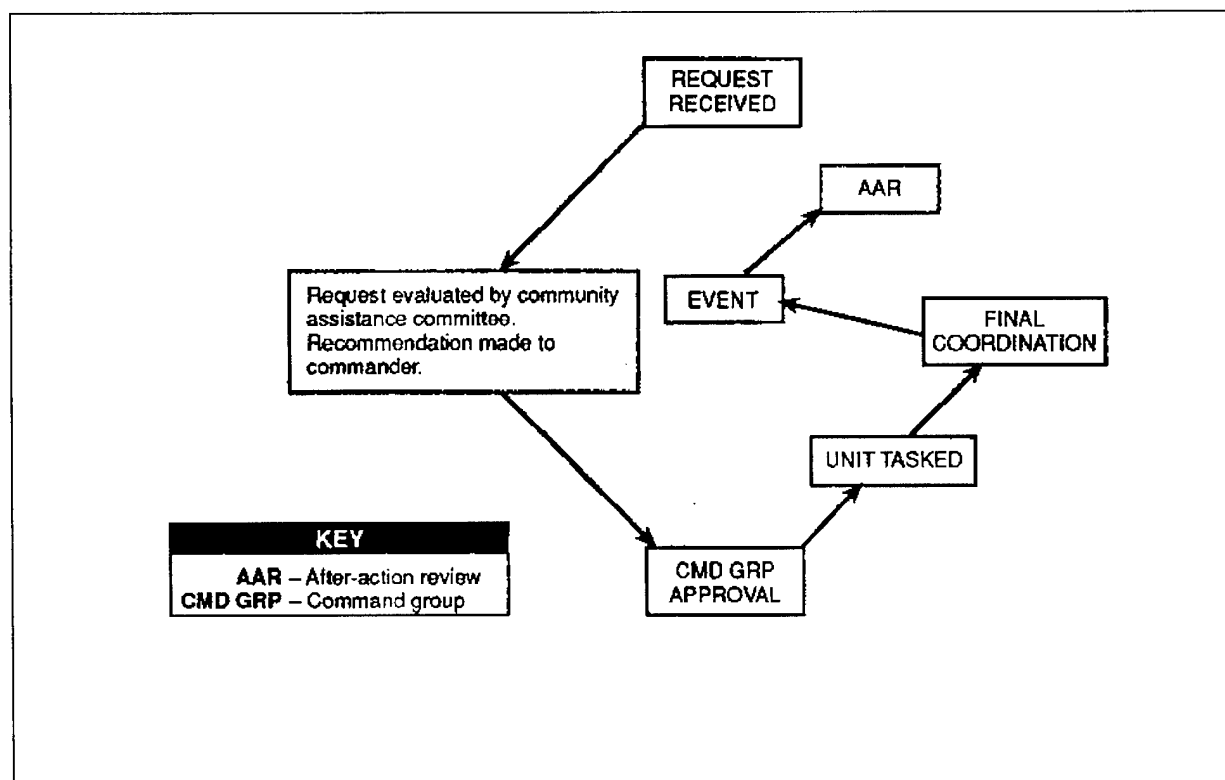 REQUEST
RECEIVED
AAR
EVENT
FINAL
COORDINATION
Request evaluated by community
assistance committee.
Recommendation made to
commander.
UNIT TASKED
CMD GRP
APPROVAL
KEY
AAR – After-action review
CMD GRP – Command group